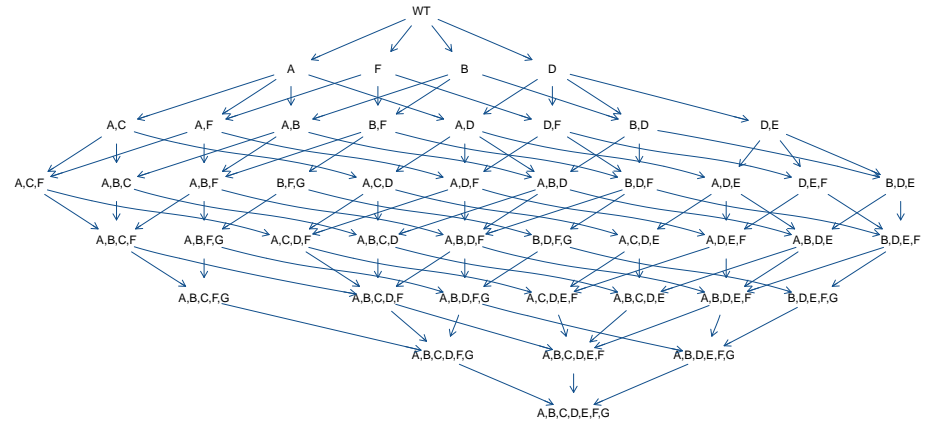 WT
A F B D
A,C A,F A,B B,F A,D D,F B,D D,E
A,C,F A,B,C A,B,F B,F,G A,C,D A,D,F A,B,D B,D,F A,D,E D,E,F B,D,E
A,B,C,F A,B,F,G A,C,D,F A,B,C,D A,B,D,F B,D,F,G A,C,D,E A,D,E,F A,B,D,E B,D,E,F
A,B,C,F,G A,B,C,D,F A,B,D,F,G A,C,D,E,F A,B,C,D,E A,B,D,E,F B,D,E,F,G
A,B,C,D,F,G A,B,C,D,E,F A,B,D,E,F,G
A,B,C,D,E,F,G